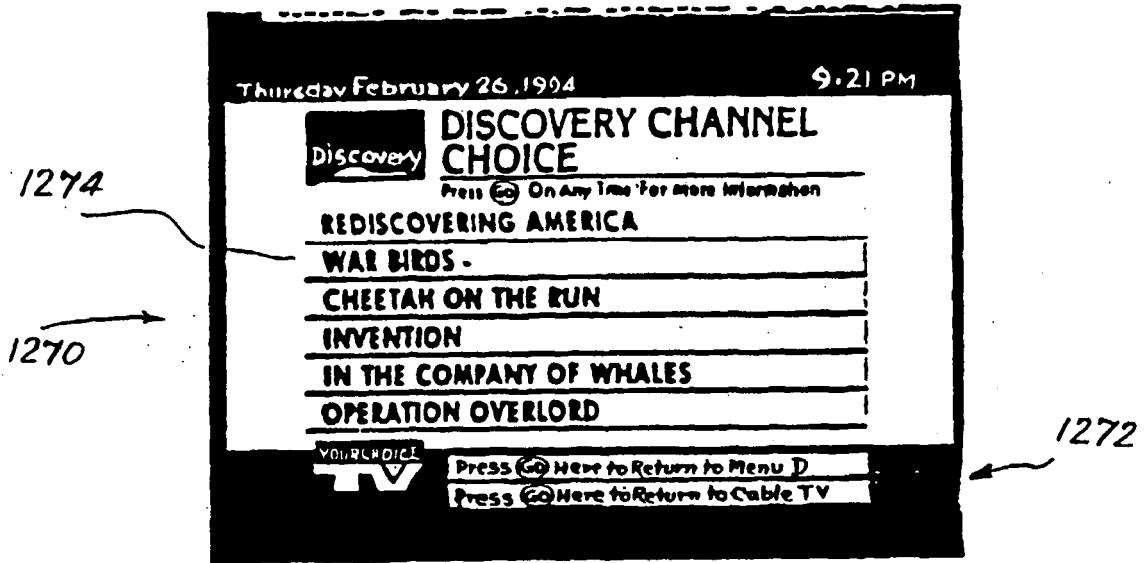 Thursday February 26, 1994 9:21 PM
Discovery
DISCOVERY CHANNEL
CHOICE
Press GO On Any Time For More Information
1274
REDISCOVERING AMERICA
WAR BIRDS -
CHEETAH ON THE RUN
1270
INVENTION
IN THE COMPANY OF WHALES
OPERATION OVERLORD
1272
YOUR CHOICE
TV
Press GO Here to Return to Menu D
Press GO Here to Return to Cable TV